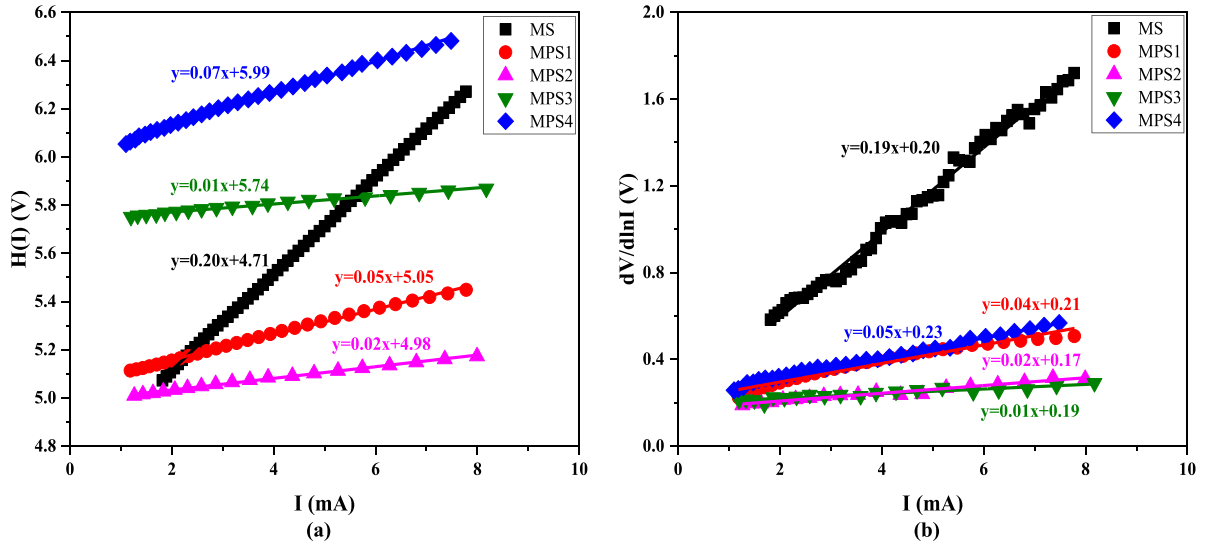 6.6
6.4
6.2
6.0
5.8
5.6
5.4
5.2
5.0
4.8
H(I) (V)
0 2 4 6 8 10
I (mA)
(a)
MS
MPS1
MPS2
MPS3
MPS4
y=0.07x+5.99
y=0.01x+5.74
y=0.20x+4.71
y=0.05x+5.05
y=0.02x+4.98
2.0
1.6
1.2
0.8
0.4
0.0
dV/dlnI (V)
0 2 4 6 8 10
I (mA)
(b)
MS
MPS1
MPS2
MPS3
MPS4
y=0.19x+0.20
y=0.04x+0.21
y=0.05x+0.23
y=0.02x+0.17
y=0.01x+0.19